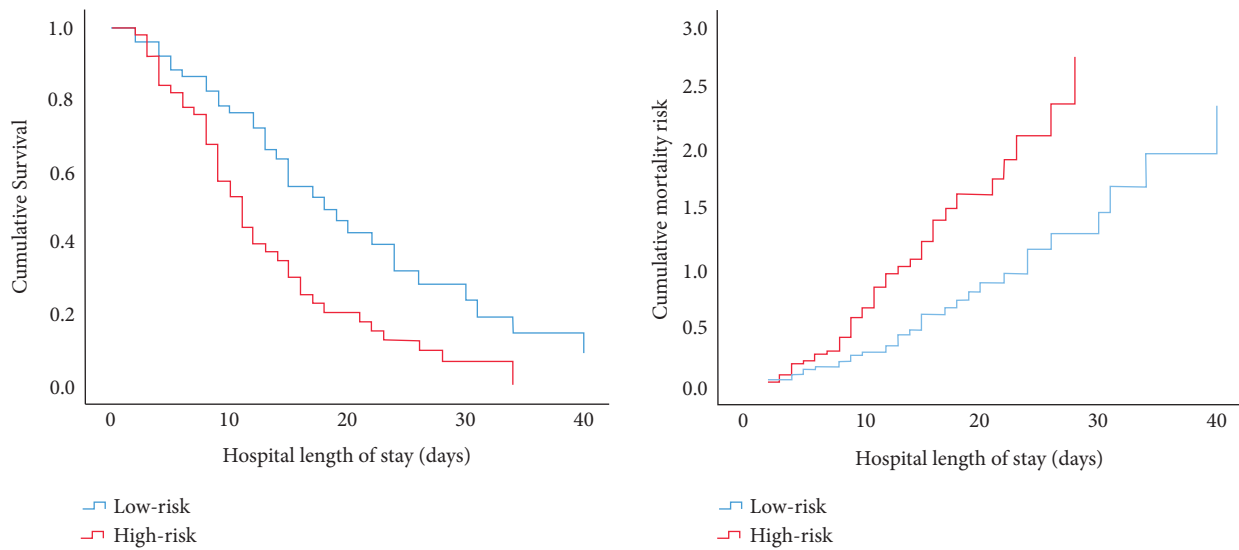 Cumulative Survival
1.0
0.8
0.6
0.4
0.2
0.0
0 10 20 30 40
Hospital length of stay (days)
Low-risk
High-risk
Cumulative mortality risk
3.0
2.5
2.0
1.5
1.0
0.5
0.0
0 10 20 30 40
Hospital length of stay (days)
Low-risk
High-risk